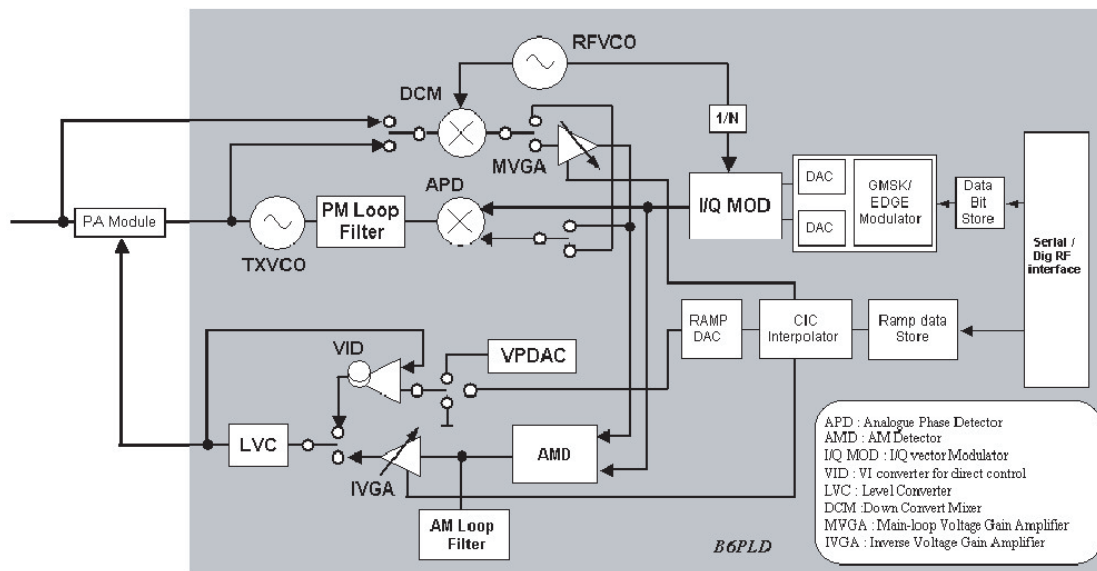 RFVCO
DCM
1/N
MVGA
APD
PA Module
TXVCO
PM Loop
Filter
I/Q MOD
DAC
DAC
GMSK/
EDGE
Modulator
Data
Bit
Store
Serial /
Dig RF
interface
RAMP
DAC
CIC
Interpolator
Ramp data
Store
VID
VPDAC
LVC
IVGA
AMD
AM Loop
Filter
B6PLD
APD : Analogue Phase Detector
AMD : AM Detector
I/Q MOD : I/Q vector Modulator
VID : VI converter for direct control
LVC : Level Converter
DCM :Down Convert Mixer
MVGA : Main-loop Voltage Gain Amplifier
IVGA : Inverse Voltage Gain Amplifier